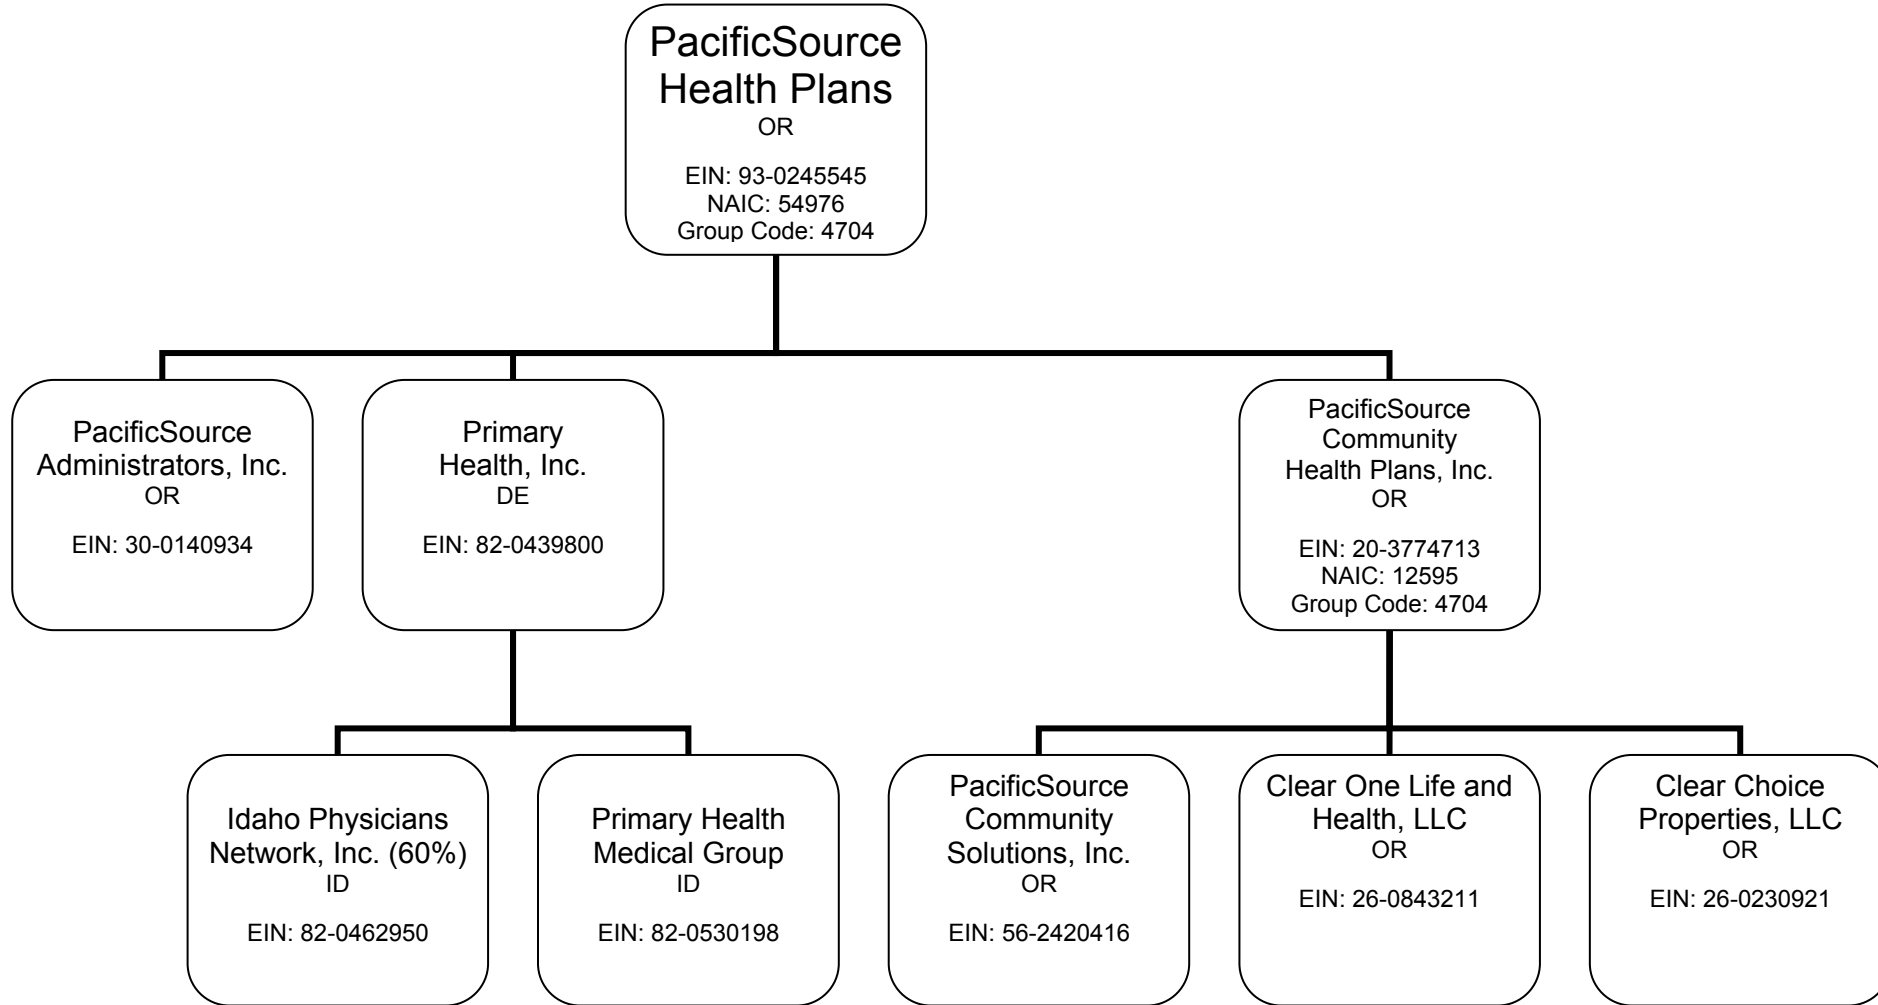 PacificSource
Health Plans
OR
EIN: 93-0245545
NAIC: 54976
Group Code: 4704
PacificSource
Administrators, Inc.
OR
EIN: 30-0140934
Primary
Health, Inc.
DE
EIN: 82-0439800
PacificSource
Community
Health Plans, Inc.
OR
EIN: 20-3774713
NAIC: 12595
Group Code: 4704
Idaho Physicians
Network, Inc. (60%)
ID
EIN: 82-0462950
Primary Health
Medical Group
ID
EIN: 82-0530198
PacificSource
Community
Solutions, Inc.
OR
EIN: 56-2420416
Clear One Life and
Health, LLC
OR
EIN: 26-0843211
Clear Choice
Properties, LLC
OR
EIN: 26-0230921